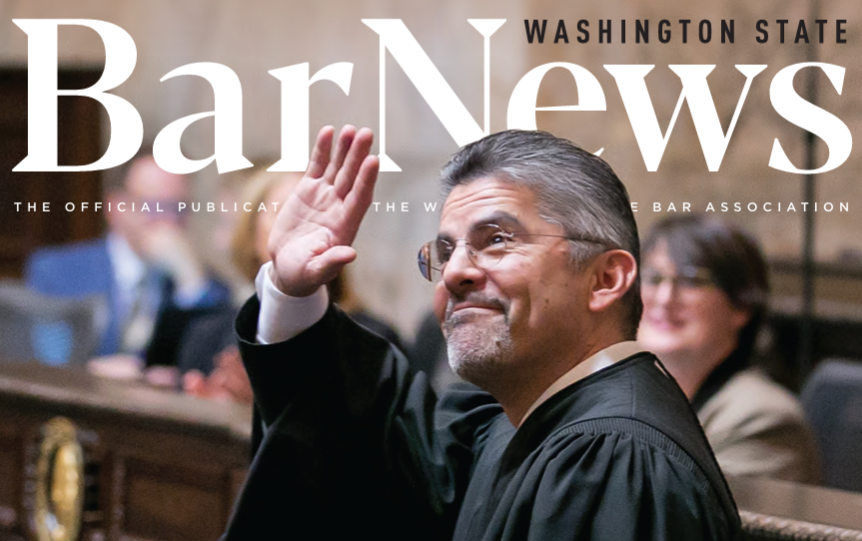 WASHINGTON STATE
BarNews
THE OFFICIAL PUBLICAT THE W E BAR ASSOCIATION